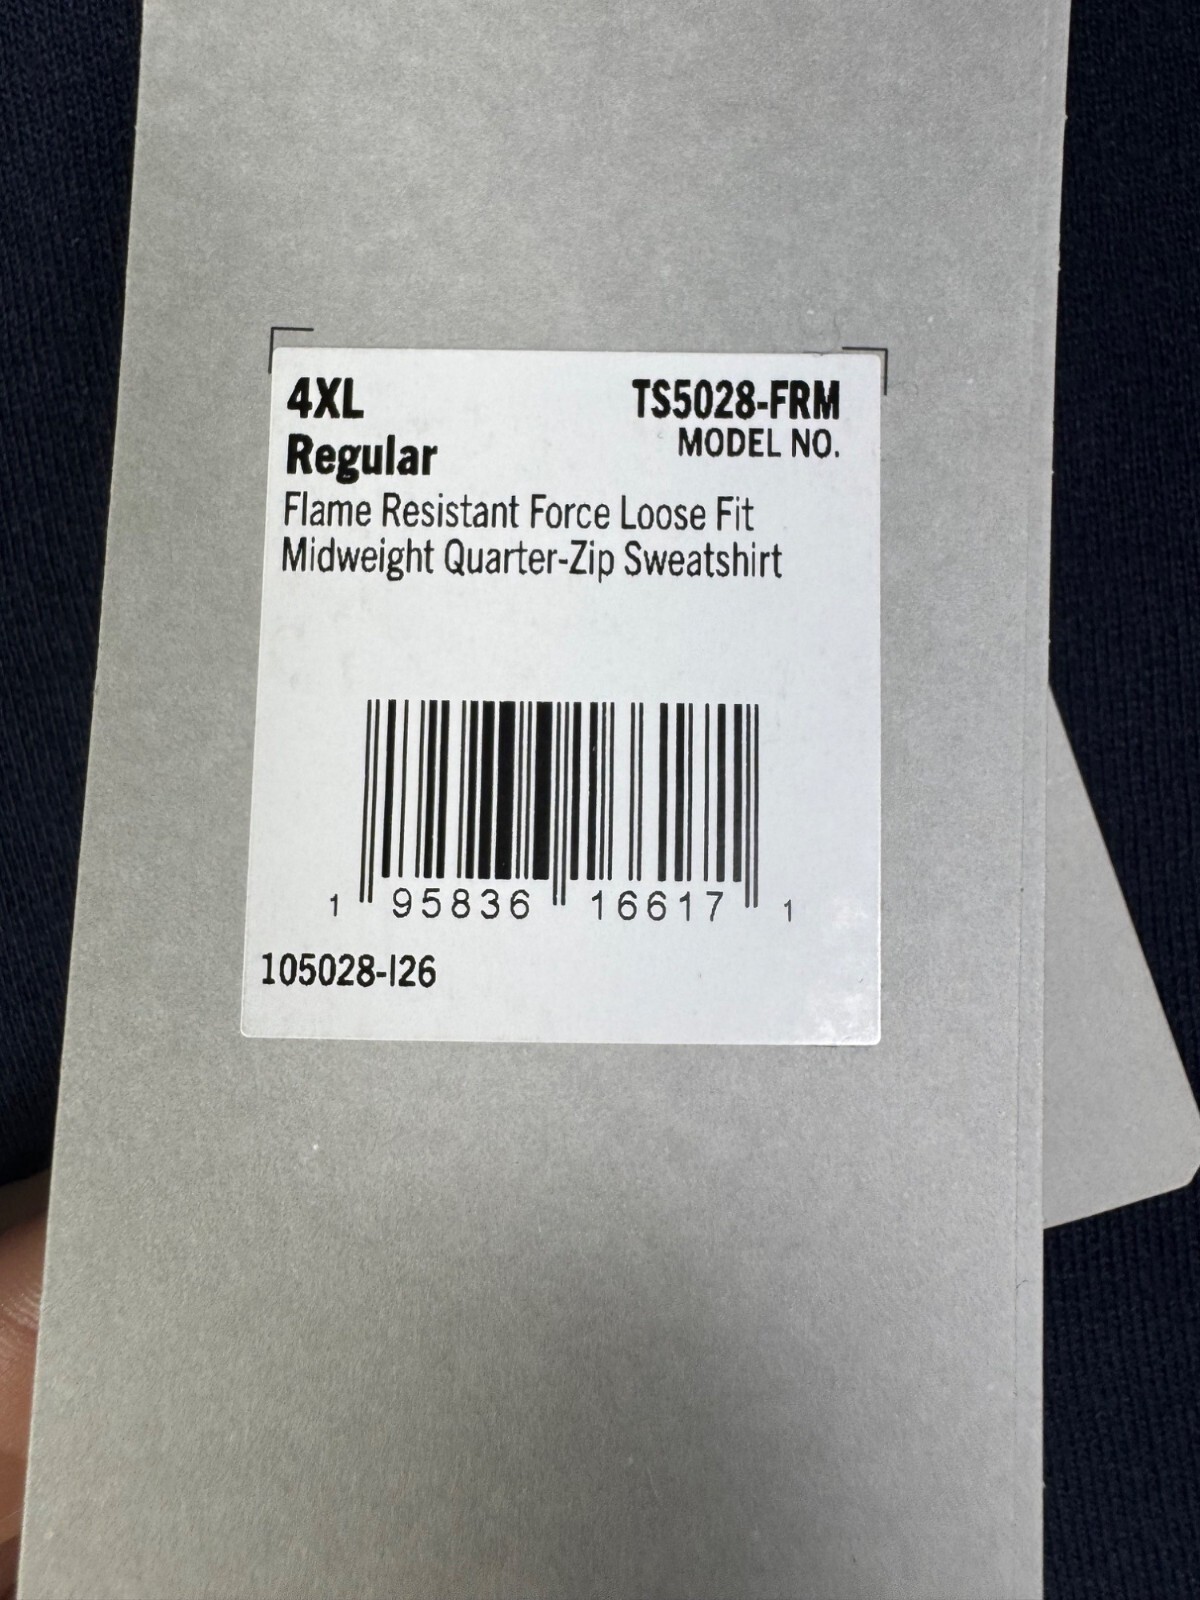 4XL TS5028-FRM
Regular MODEL NO.
Flame Resistant Force Loose Fit
Midweight Quarter-Zip Sweatshirt
1 95836 16617 1
105028-I26